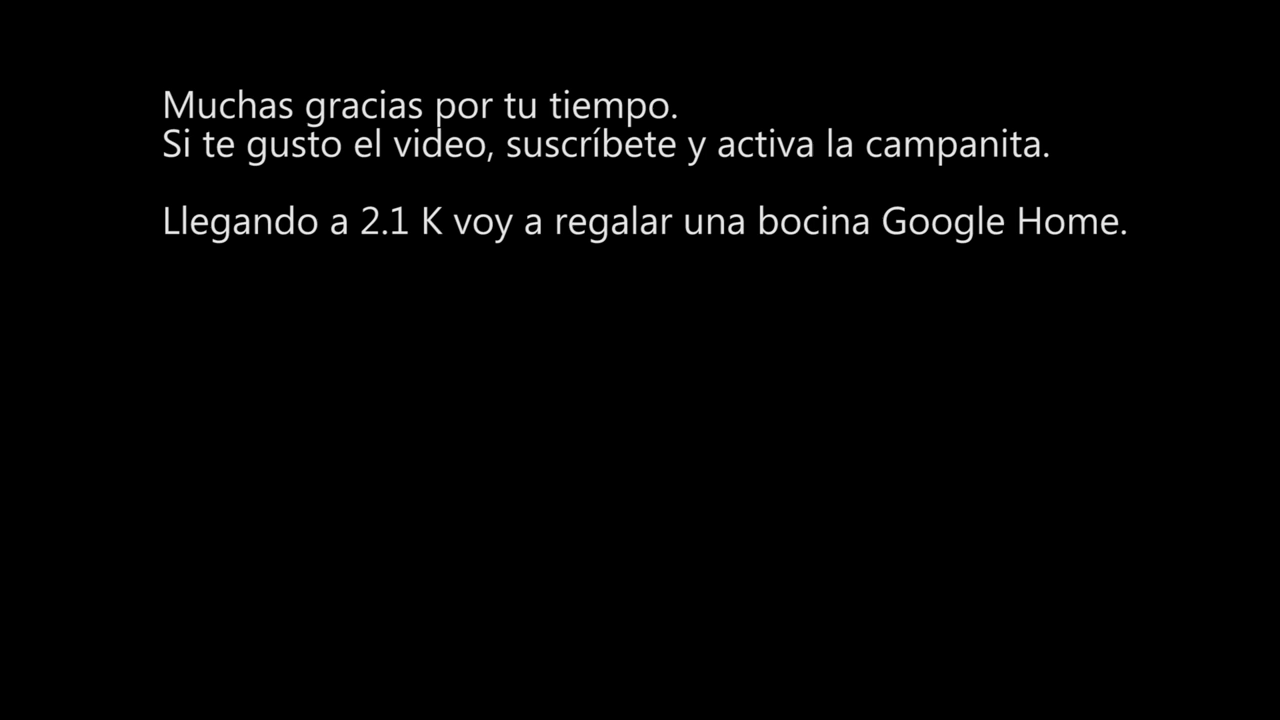 Muchas gracias por tu tiempo.
Si te gusto el video, suscríbete y activa la campanita.
Llegando a 2.1 K voy a regalar una bocina Google Home.